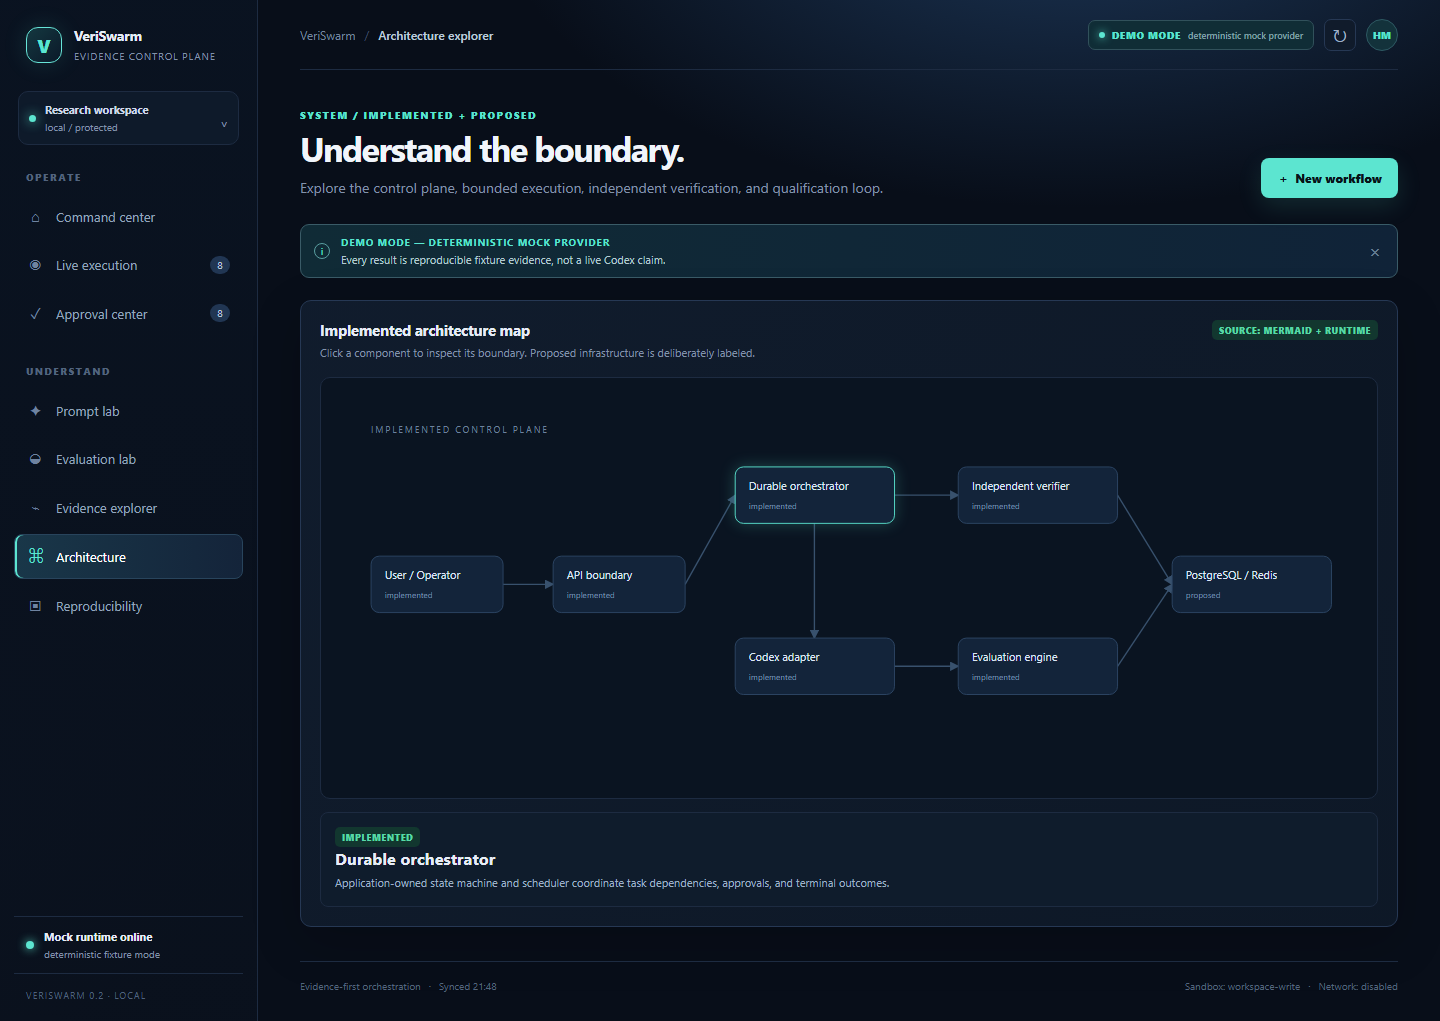 V
VeriSwarm
EVIDENCE CONTROL PLANE
Research workspace
local / protected
OPERATE
Command center
Live execution 8
Approval center 8
UNDERSTAND
Prompt lab
Evaluation lab
Evidence explorer
Architecture
Reproducibility
Mock runtime online
deterministic fixture mode
VERISWARM 0.2 · LOCAL
VeriSwarm / Architecture explorer
DEMO MODE deterministic mock provider
HM
SYSTEM / IMPLEMENTED + PROPOSED
Understand the boundary.
Explore the control plane, bounded execution, independent verification, and qualification loop.
+ New workflow
DEMO MODE — DETERMINISTIC MOCK PROVIDER
Every result is reproducible fixture evidence, not a live Codex claim.
Implemented architecture map
SOURCE: MERMAID + RUNTIME
Click a component to inspect its boundary. Proposed infrastructure is deliberately labeled.
IMPLEMENTED CONTROL PLANE
User / Operator
implemented
API boundary
implemented
Durable orchestrator
implemented
Independent verifier
implemented
Codex adapter
implemented
Evaluation engine
implemented
PostgreSQL / Redis
proposed
IMPLEMENTED
Durable orchestrator
Application-owned state machine and scheduler coordinate task dependencies, approvals, and terminal outcomes.
Evidence-first orchestration · Synced 21:48
Sandbox: workspace-write · Network: disabled